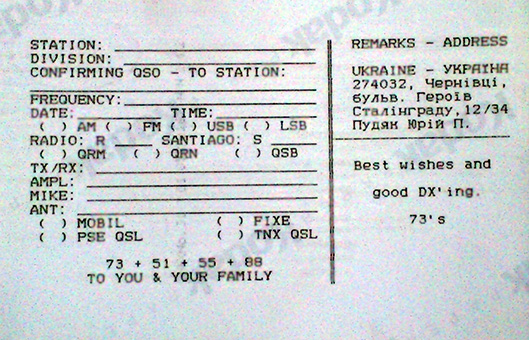 STATION:
DIVISION:
CONFIRMING QSO - TO STATION:
FREQUENCY:
DATE: TIME:
( ) AM ( ) FM ( ) USB ( ) LSB
RADIO: R SANTIAGO: S
( ) QRM ( ) QRN ( ) QSB
TX/RX:
AMPL:
MIKE:
ANT:
( ) MOBIL ( ) FIXE
( ) PSE QSL ( ) TNX QSL
73 + 51 + 55 + 88
TO YOU & YOUR FAMILY
REMARKS - ADDRESS
UKRAINE - УКРАІНА
274032, Чернівці,
бульв. Героїв
Сталінграду, 12/34
Пудяк Юрій П.
Best wishes and
good DX'ing.
73's
Kodak